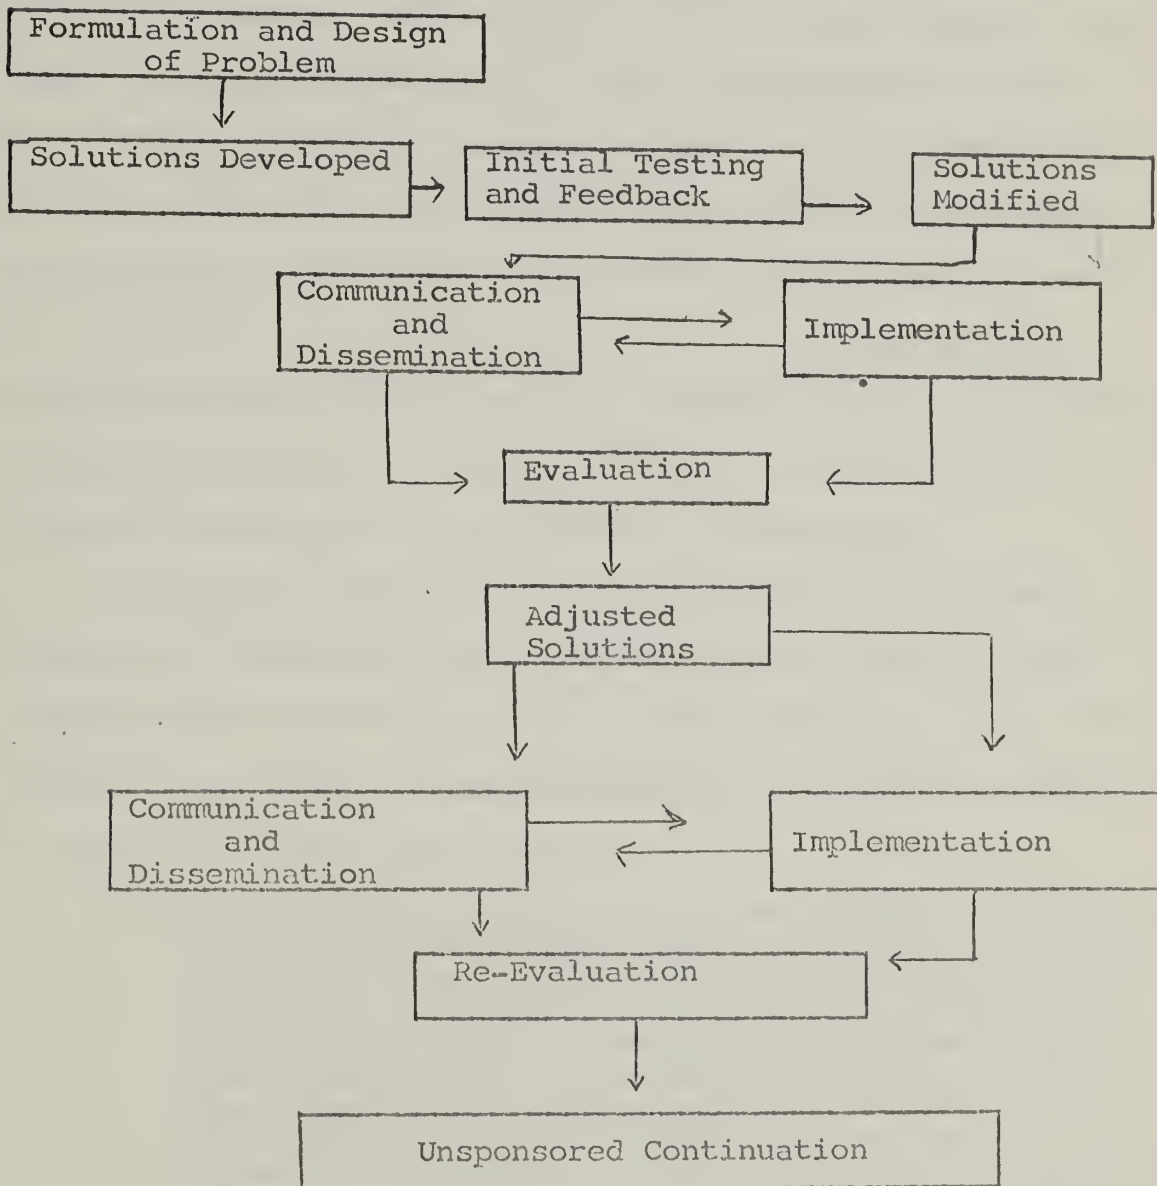 Formulation and Design
of Problem
Solutions Developed
Initial Testing
and Feedback
Solutions
Modified
Communication
and
Dissemination
Implementation
Evaluation
Adjusted
Solutions
Communication
and
Dissemination
Implementation
Re-Evaluation
Unsponsored Continuation